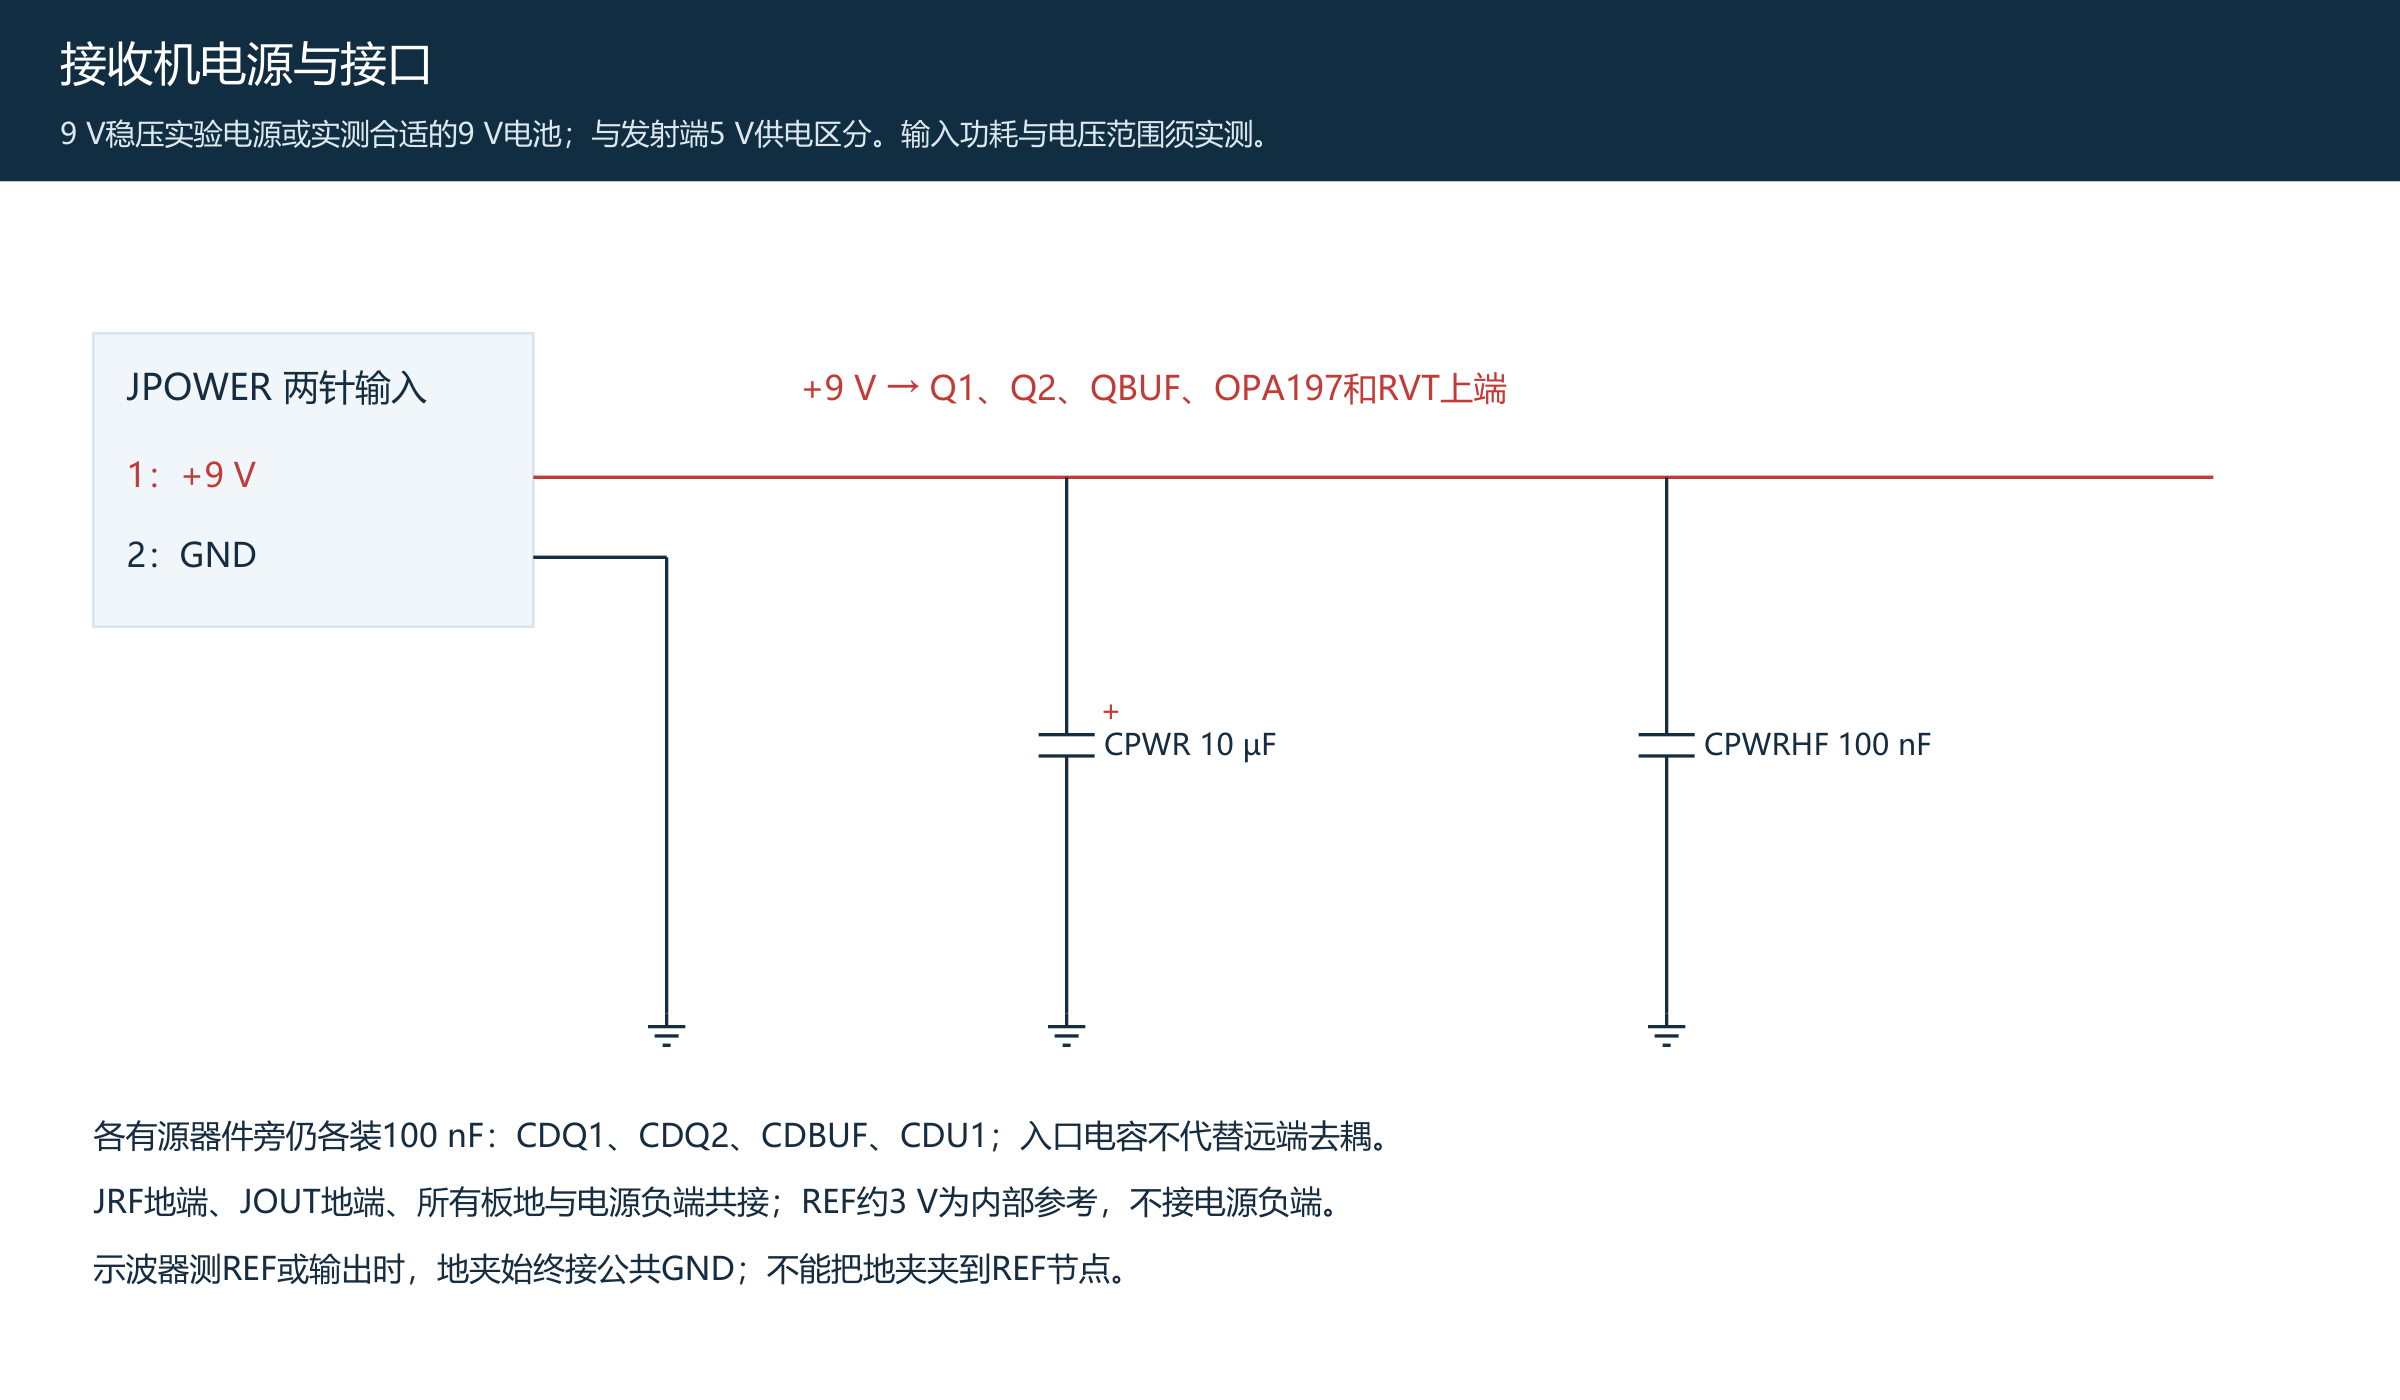 接收机电源与接口
9 V稳压实验电源或实测合适的9 V电池；与发射端5 V供电区分。输入功耗与电压范围须实测。
JPOWER 两针输入
+9 V → Q1、Q2、QBUF、OPA197和RVT上端
1：+9 V
2：GND
+
CPWR 10 µF
CPWRHF 100 nF
各有源器件旁仍各装100 nF：CDQ1、CDQ2、CDBUF、CDU1；入口电容不代替远端去耦。
JRF地端、JOUT地端、所有板地与电源负端共接；REF约3 V为内部参考，不接电源负端。
示波器测REF或输出时，地夹始终接公共GND；不能把地夹夹到REF节点。